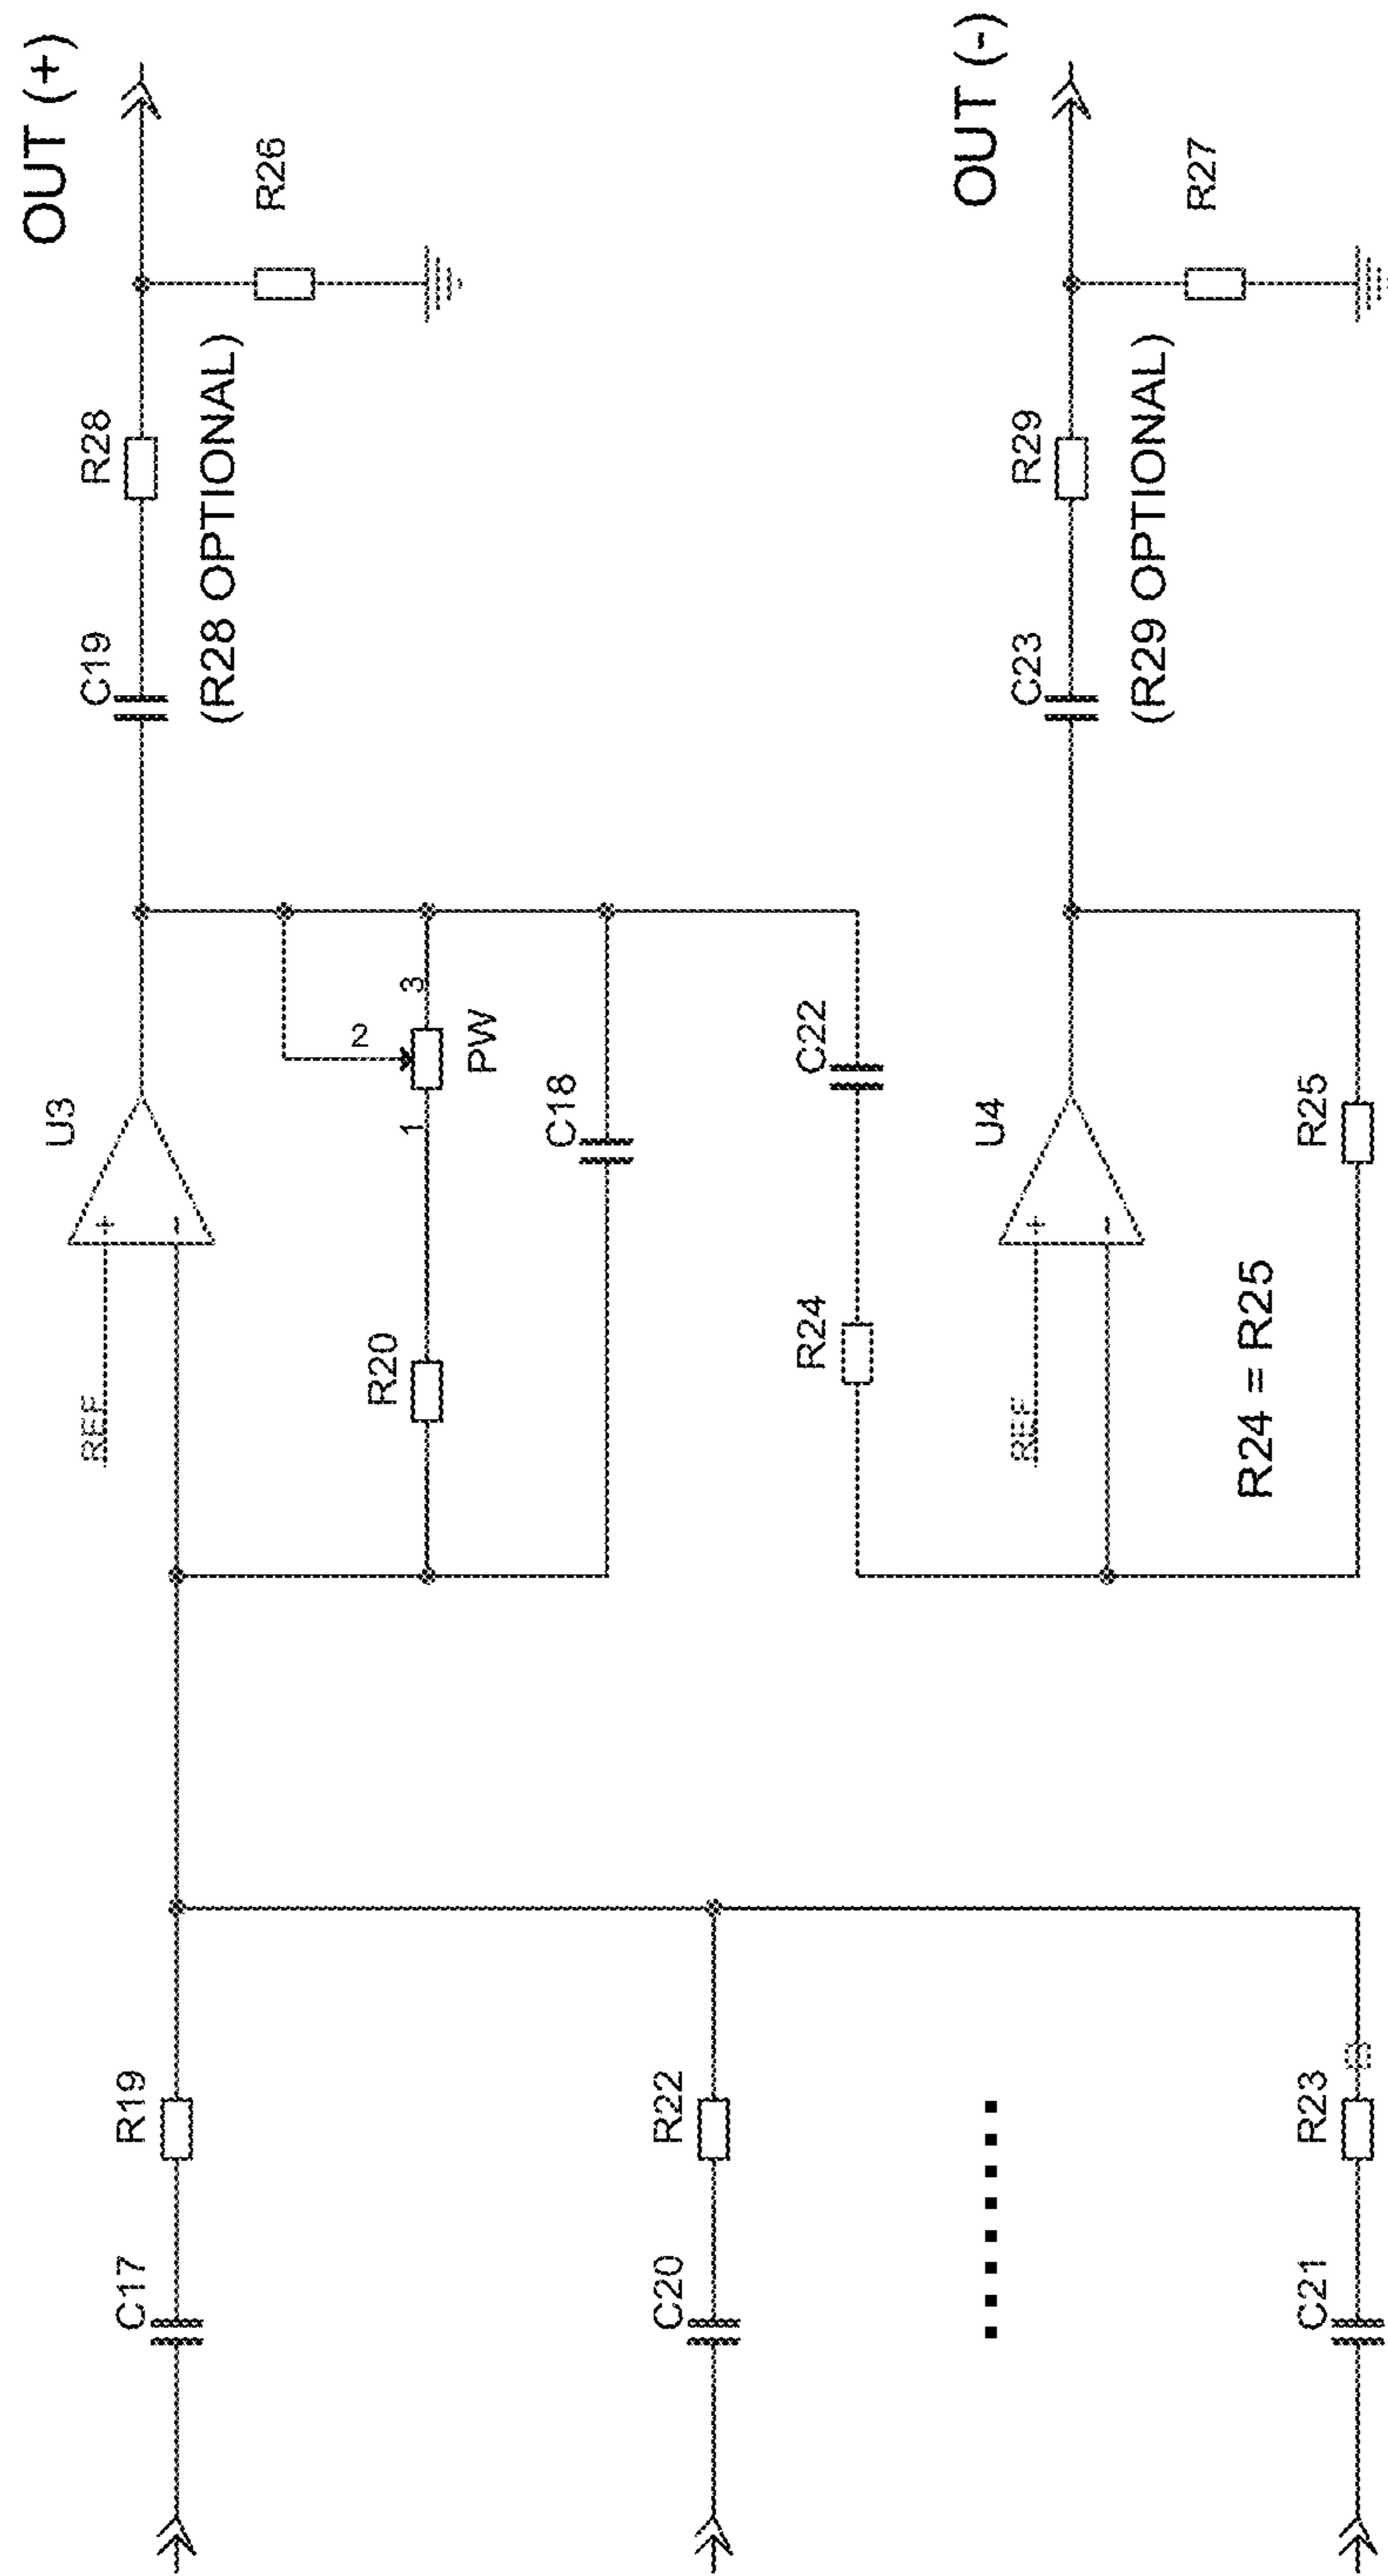 OUT (+)
R26
R28
(R28 OPTIONAL)
C19
U3
+
-
REF
2
3
1
PW
R20
C18
C22
R24
OUT (-)
R27
R29
(R29 OPTIONAL)
C23
U4
+
-
REF
R25
R24 = R25
R19
C17
R22
C20
R23
C21